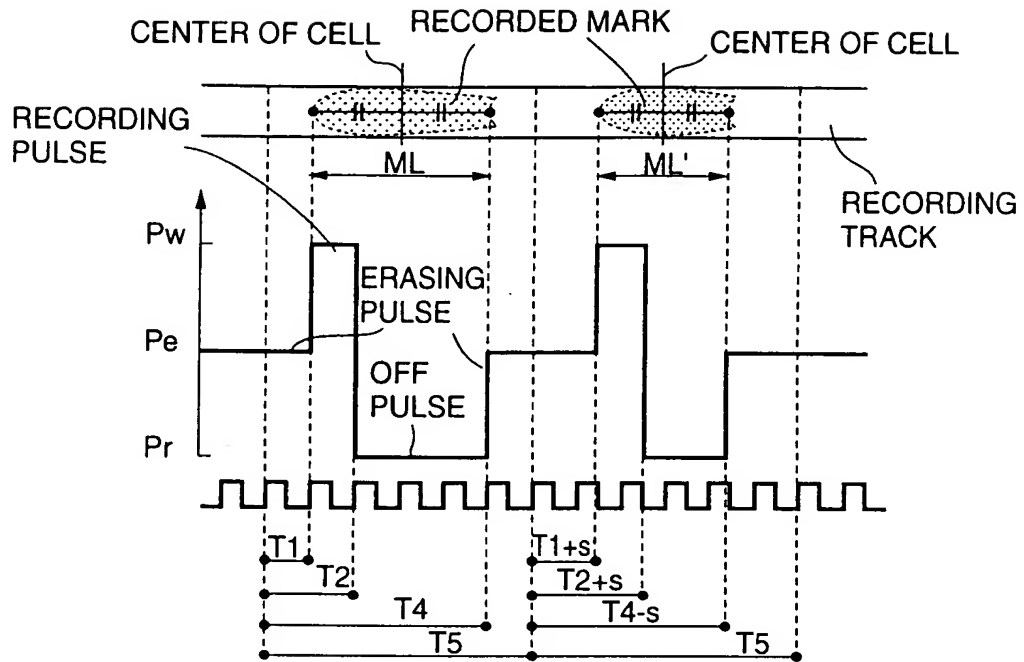 CENTER OF CELL
RECORDED MARK
CENTER OF CELL
RECORDING
PULSE
ML
ML'
RECORDING
TRACK
Pw
ERASING
PULSE
Pe
OFF
PULSE
Pr
T1
T1+s
T2
T2+s
T4
T4-s
T5
T5